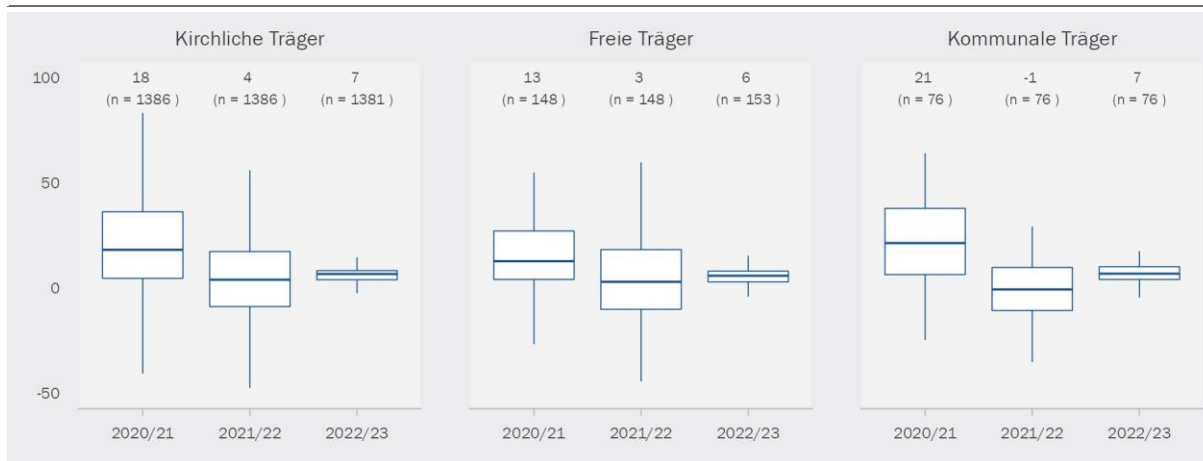 Kirchliche Träger
Freie Träger
Kommunale Träger
100
18
4
7
(n = 1386 )
(n = 1386 )
(n = 1381)
13
3
6
(n = 148 )
(n = 148 )
(n = 153 )
21
-1
7
(n = 76 )
(n = 76 )
(n = 76 )
50
0
-50
2020/21
2021/22
2022/23
2020/21
2021/22
2022/23
2020/21
2021/22
2022/23